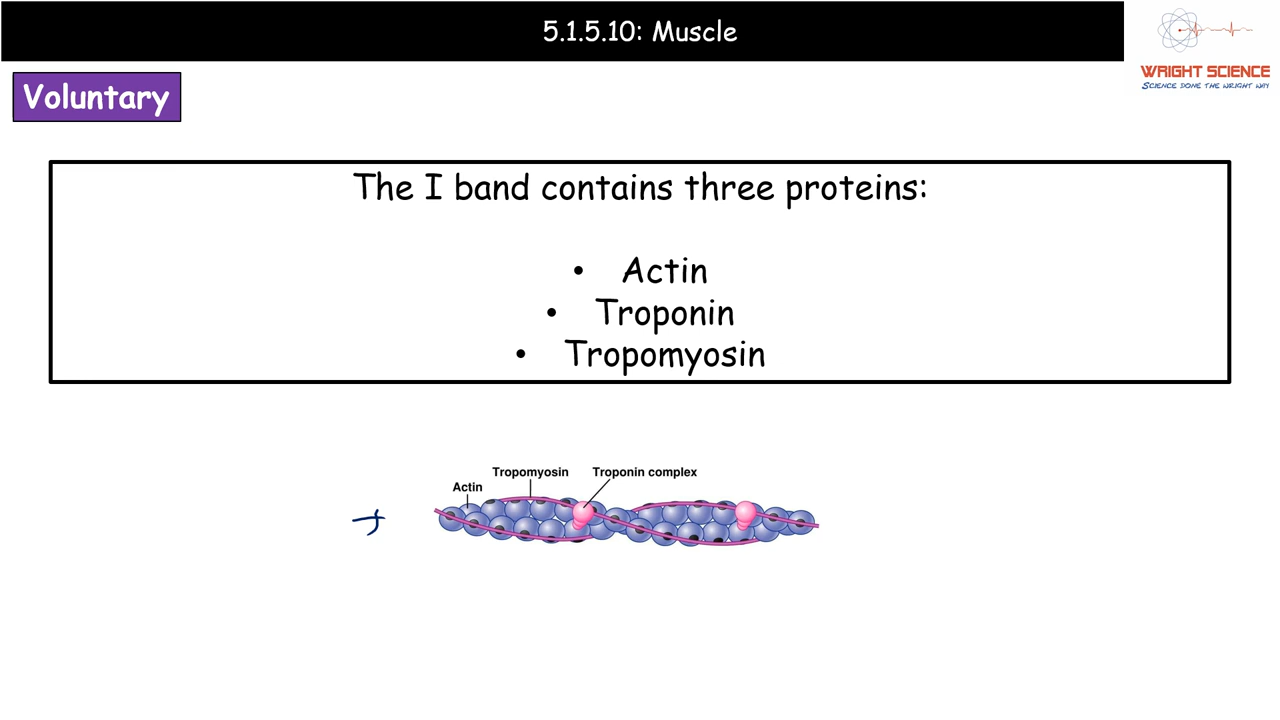 5.1.5.10: Muscle
WRIGHT SCIENCE
SCIENCE DONE THE WRIGHT WAY
Voluntary
The I band contains three proteins:
• Actin
• Troponin
• Tropomyosin
Tropomyosin
Troponin complex
Actin